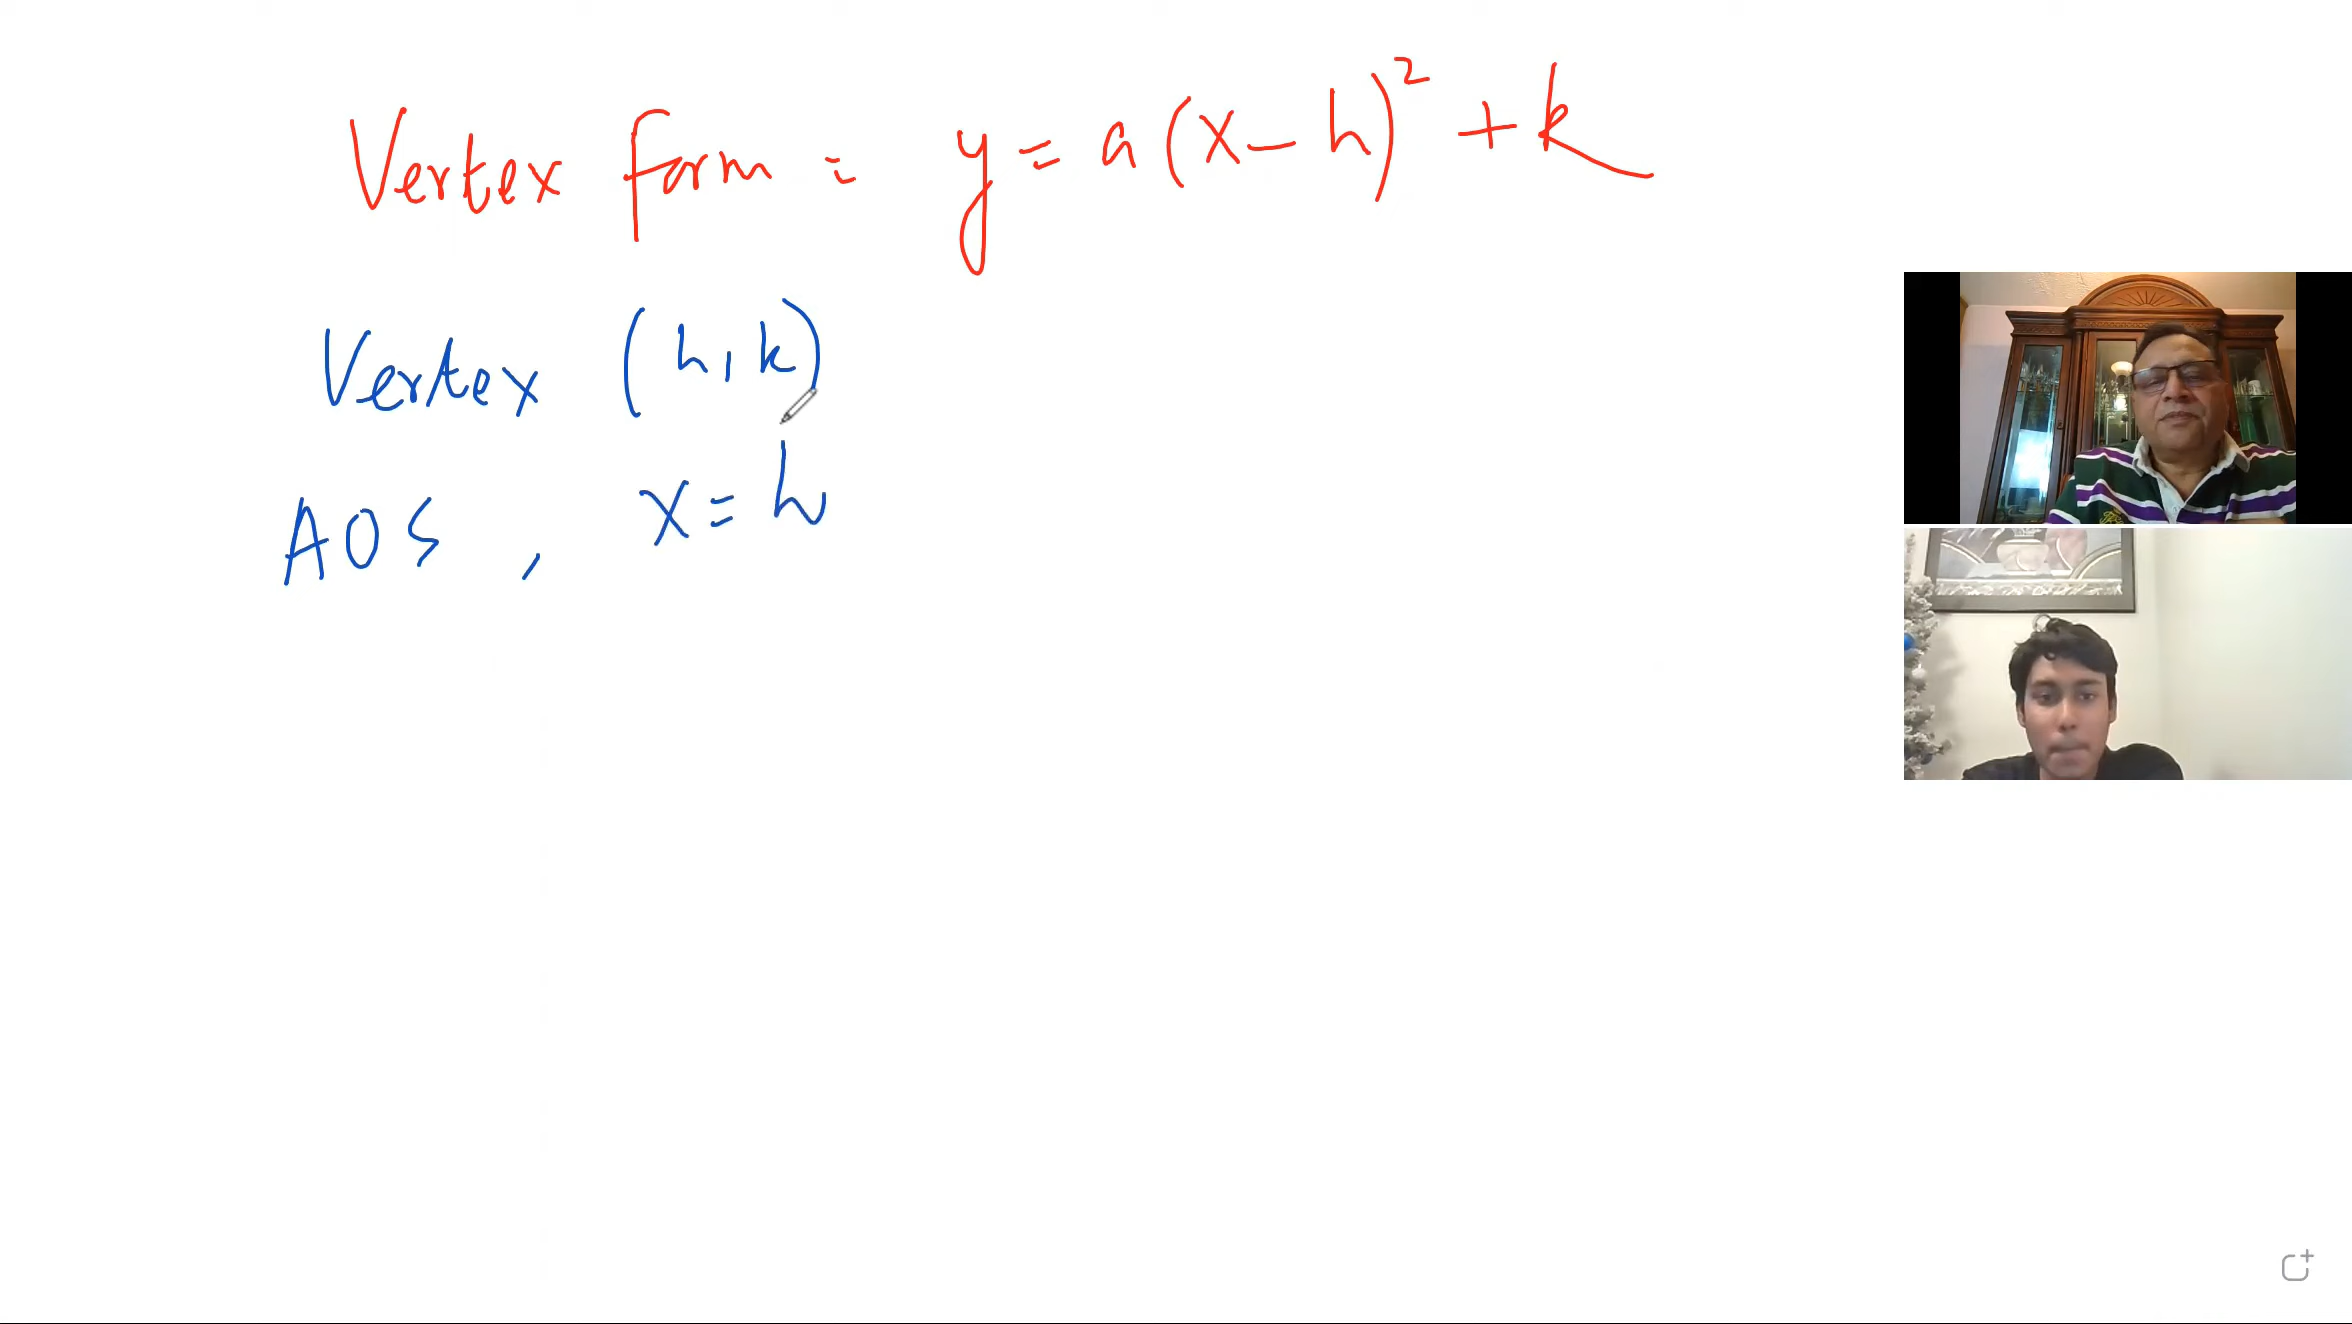 Vertex form = y = a(x-h)² + k
Vertex (h,k)
AOS , x = h